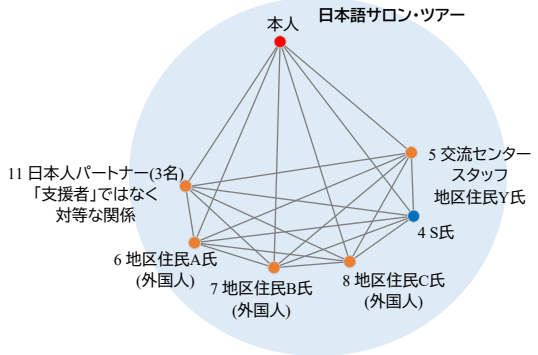 日本語サロン・ツアー
本人
5 交流センター
スタッフ
地区住民Y氏
11 日本人パートナー(3名)
「支援者」ではなく
対等な関係
4 S氏
6 地区住民A氏
(外国人)
7 地区住民B氏
(外国人)
8 地区住民C氏
(外国人)